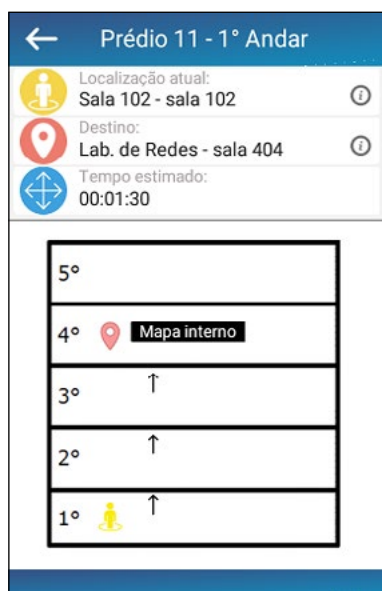 Prédio 11 - 1° Andar
Localização atual:
Sala 102 - sala 102
Destino:
Lab. de Redes - sala 404
Tempo estimado:
00:01:30
5°
4° Mapa interno
3°
2°
1°